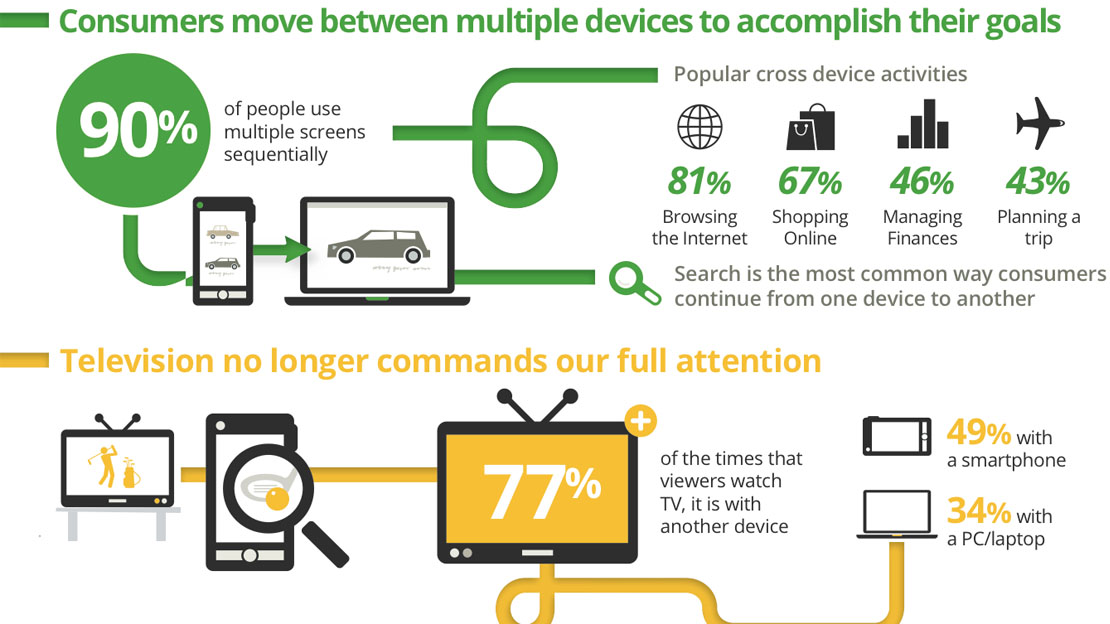 Consumers move between multiple devices to accomplish their goals
90%
of people use
multiple screens
sequentially
Popular cross device activities
81%
Browsing
the Internet
67%
Shopping
Online
46%
Managing
Finances
43%
Planning a
trip
Search is the most common way consumers
continue from one device to another
Television no longer commands our full attention
77%
of the times that
viewers watch
TV, it is with
another device
49% with
a smartphone
34% with
a PC/laptop